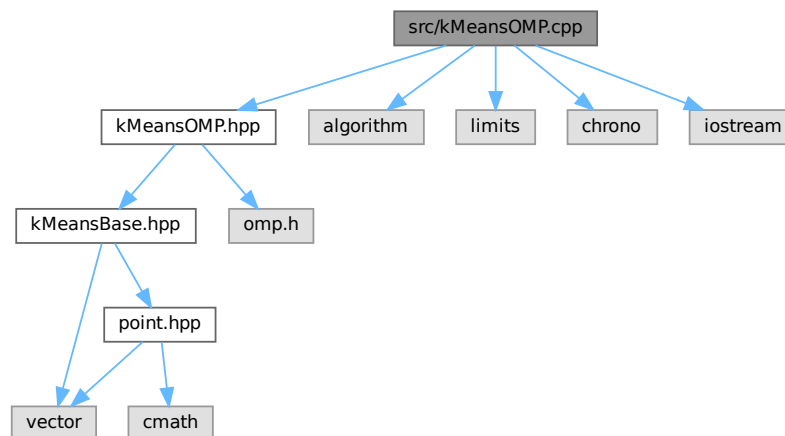 src/kMeansOMP.cpp
kMeansOMP.hpp
algorithm
limits
chrono
iostream
kMeansBase.hpp
omp.h
point.hpp
vector
cmath